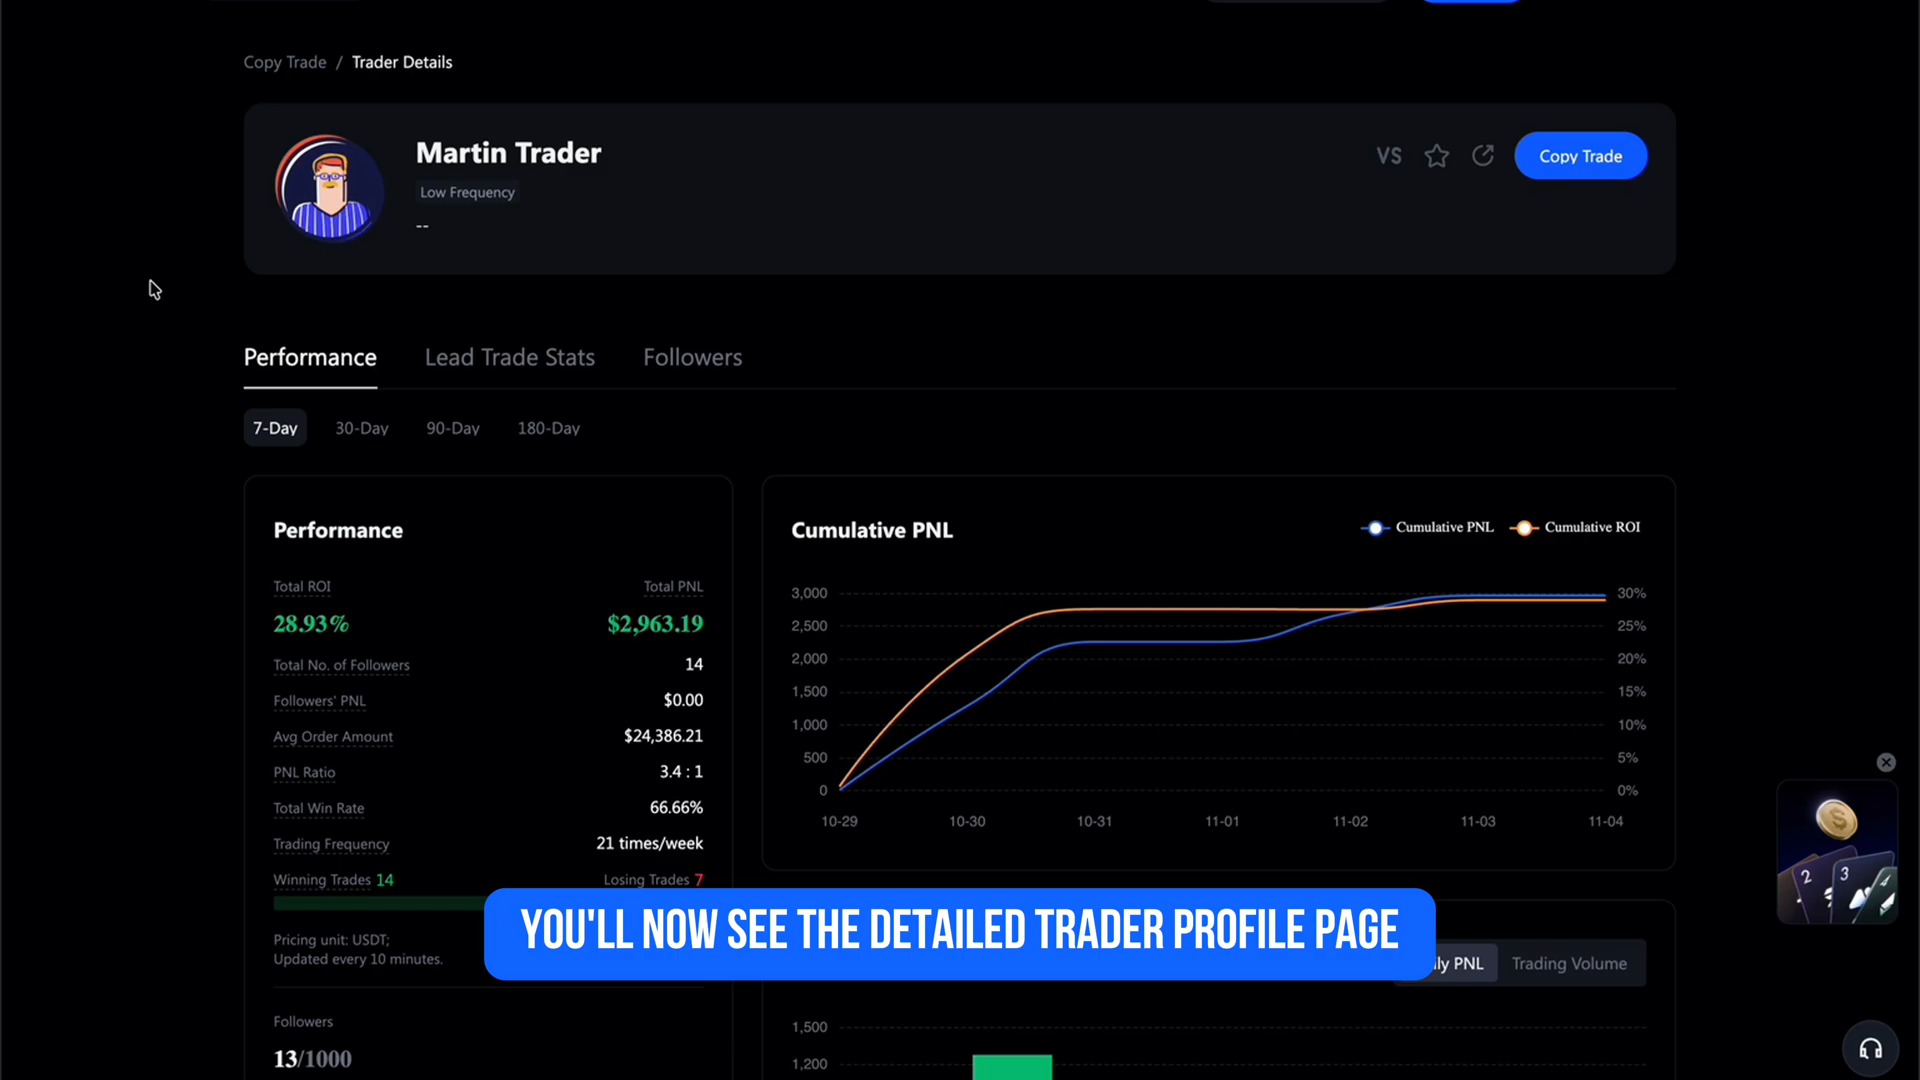 Copy Trade / Trader Details
Martin Trader
Low Frequency
--
VS
Copy Trade
Performance
Lead Trade Stats
Followers
7-Day
30-Day
90-Day
180-Day
Performance
Total ROI
Total PNL
28.93%
$2,963.19
Total No. of Followers
14
Followers' PNL
$0.00
Avg Order Amount
$24,386.21
PNL Ratio
3.4 : 1
Total Win Rate
66.66%
Trading Frequency
21 times/week
Winning Trades 14
Losing Trades 7
Pricing unit: USDT;
Updated every 10 minutes.
Followers
13/1000
Cumulative PNL
Cumulative PNL
Cumulative ROI
3,000
2,500
2,000
1,500
1,000
500
0
30%
25%
20%
15%
10%
5%
0%
10-29
10-30
10-31
11-01
11-02
11-03
11-04
YOU'LL NOW SEE THE DETAILED TRADER PROFILE PAGE
PNL
Trading Volume
1,500
1,200
2
3